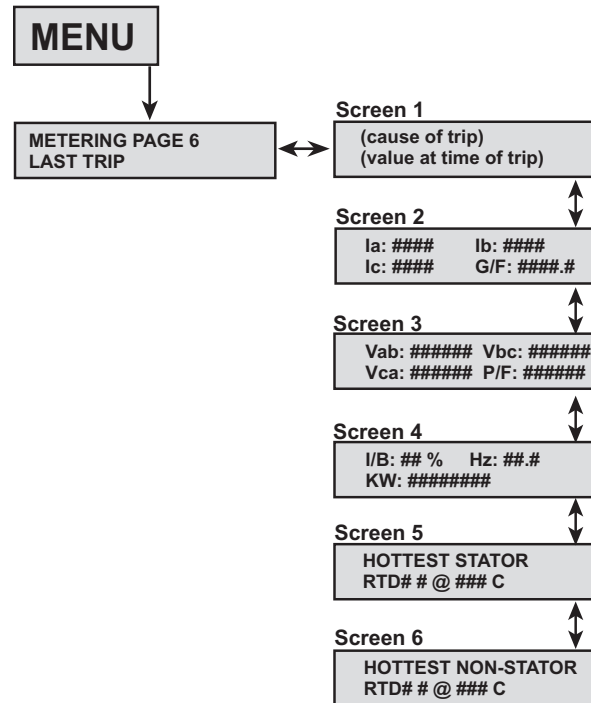 MENU
METERING PAGE 6
LAST TRIP
Screen 1
(cause of trip)
(value at time of trip)
Screen 2
Ia: #### Ib: ####
Ic: #### G/F: ####.#
Screen 3
Vab: ###### Vbc: ######
Vca: ###### P/F: ######
Screen 4
I/B: ## % Hz: ##.#
KW: ########
Screen 5
HOTTEST STATOR
RTD# # @ ### C
Screen 6
HOTTEST NON-STATOR
RTD# # @ ### C